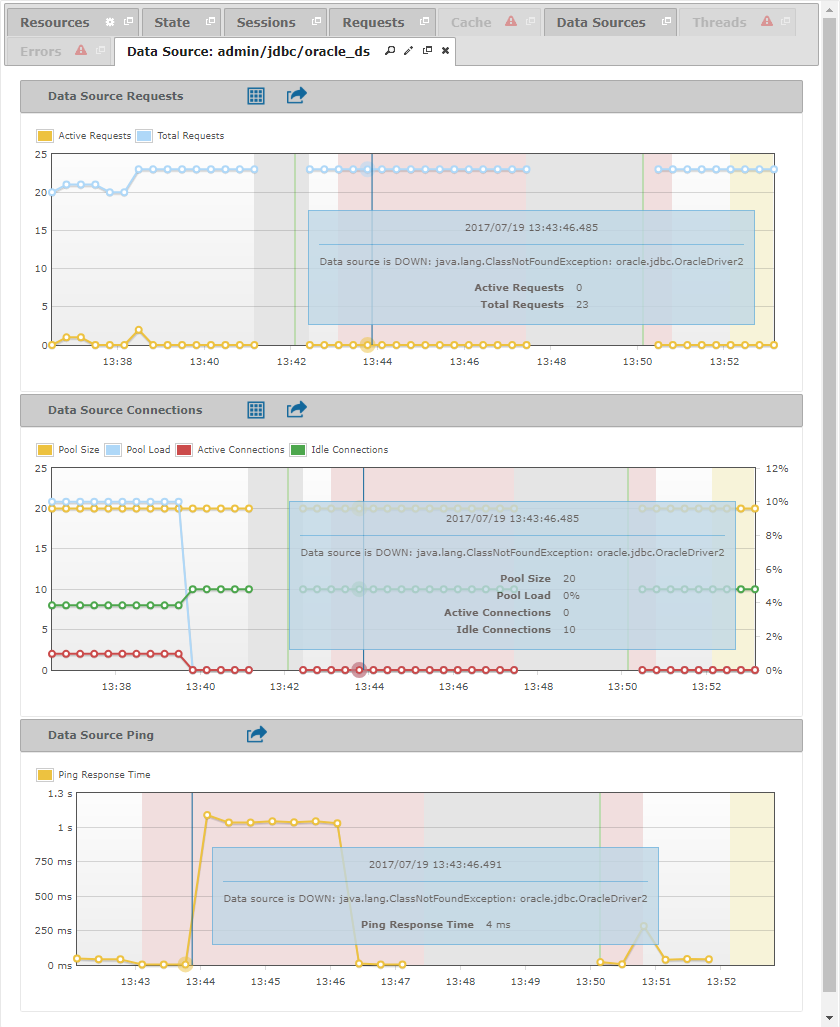 Resources State Sessions Requests Cache Data Sources Threads
Errors Data Source: admin/jdbc/oracle_ds
Data Source Requests
Active Requests Total Requests
25
20
15
10
5
0
2017/07/19 13:43:46.485
Data source is DOWN: java.lang.ClassNotFoundException: oracle.jdbc.OracleDriver2
Active Requests 0
Total Requests 23
13:38 13:40 13:42 13:44 13:46 13:48 13:50 13:52
Data Source Connections
Pool Size Pool Load Active Connections Idle Connections
25 12%
20 10%
15 8%
10 6%
5 4%
0 2%
0%
2017/07/19 13:43:46.485
Data source is DOWN: java.lang.ClassNotFoundException: oracle.jdbc.OracleDriver2
Pool Size 20
Pool Load 0%
Active Connections 0
Idle Connections 10
13:38 13:40 13:42 13:44 13:46 13:48 13:50 13:52
Data Source Ping
Ping Response Time
1.3 s
1 s
750 ms
500 ms
250 ms
0 ms
2017/07/19 13:43:46.491
Data source is DOWN: java.lang.ClassNotFoundException: oracle.jdbc.OracleDriver2
Ping Response Time 4 ms
13:43 13:44 13:45 13:46 13:47 13:48 13:49 13:50 13:51 13:52